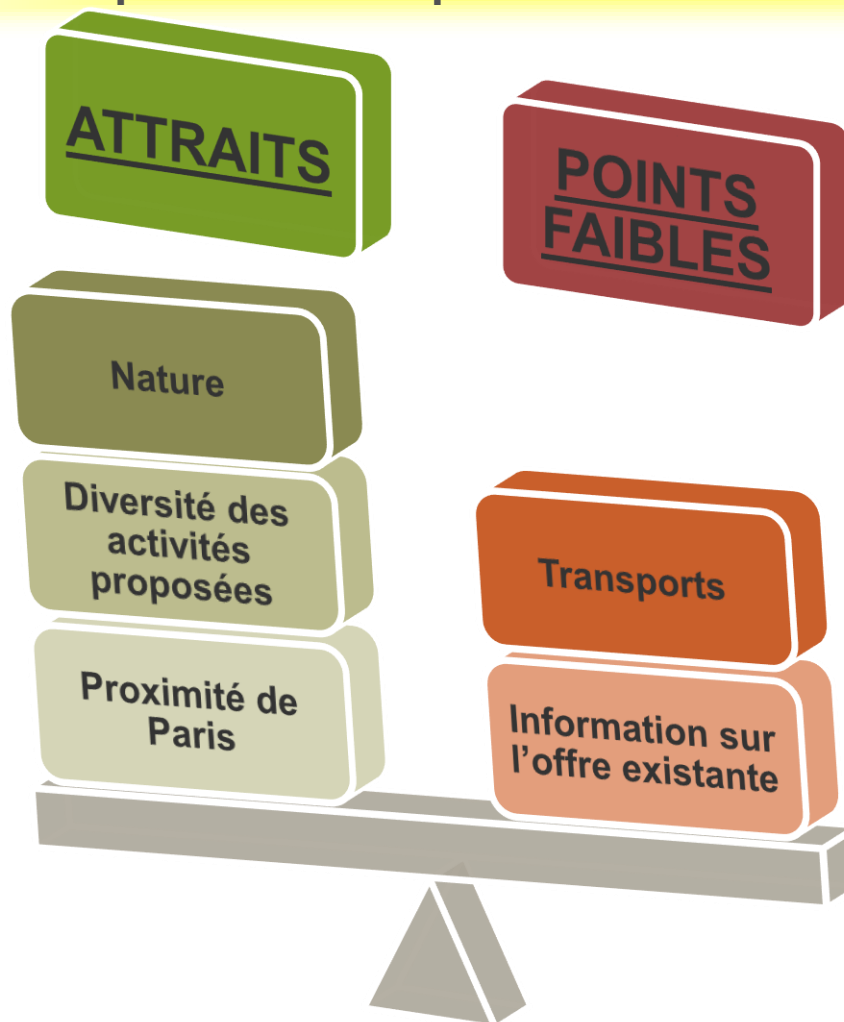 ATTRAITS
Nature
Diversité des
activités
proposées
Proximité de
Paris
POINTS
FAIBLES
Transports
Information sur
l’offre existante